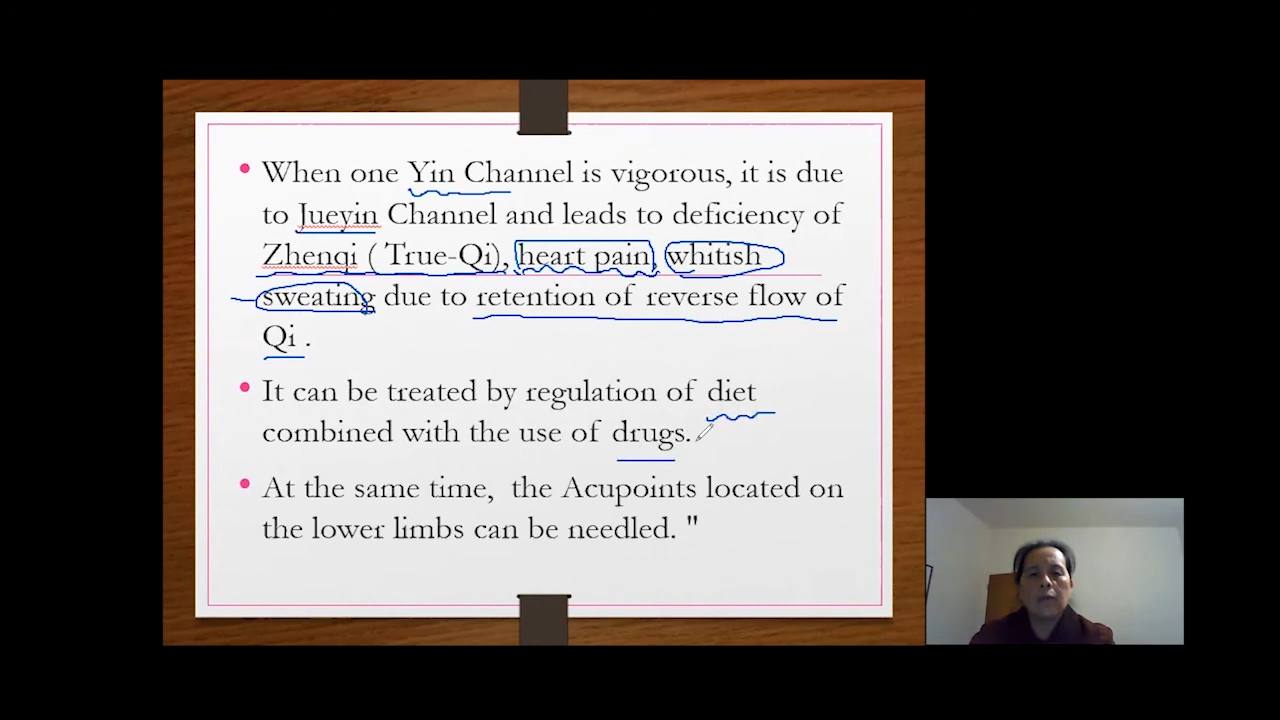 • When one Yin Channel is vigorous, it is due
to Jueyin Channel and leads to deficiency of
Zhenqi ( True-Qi), heart pain, whitish
sweating due to retention of reverse flow of
Qi .
• It can be treated by regulation of diet
combined with the use of drugs.
• At the same time,  the Acupoints located on
the lower limbs can be needled. "